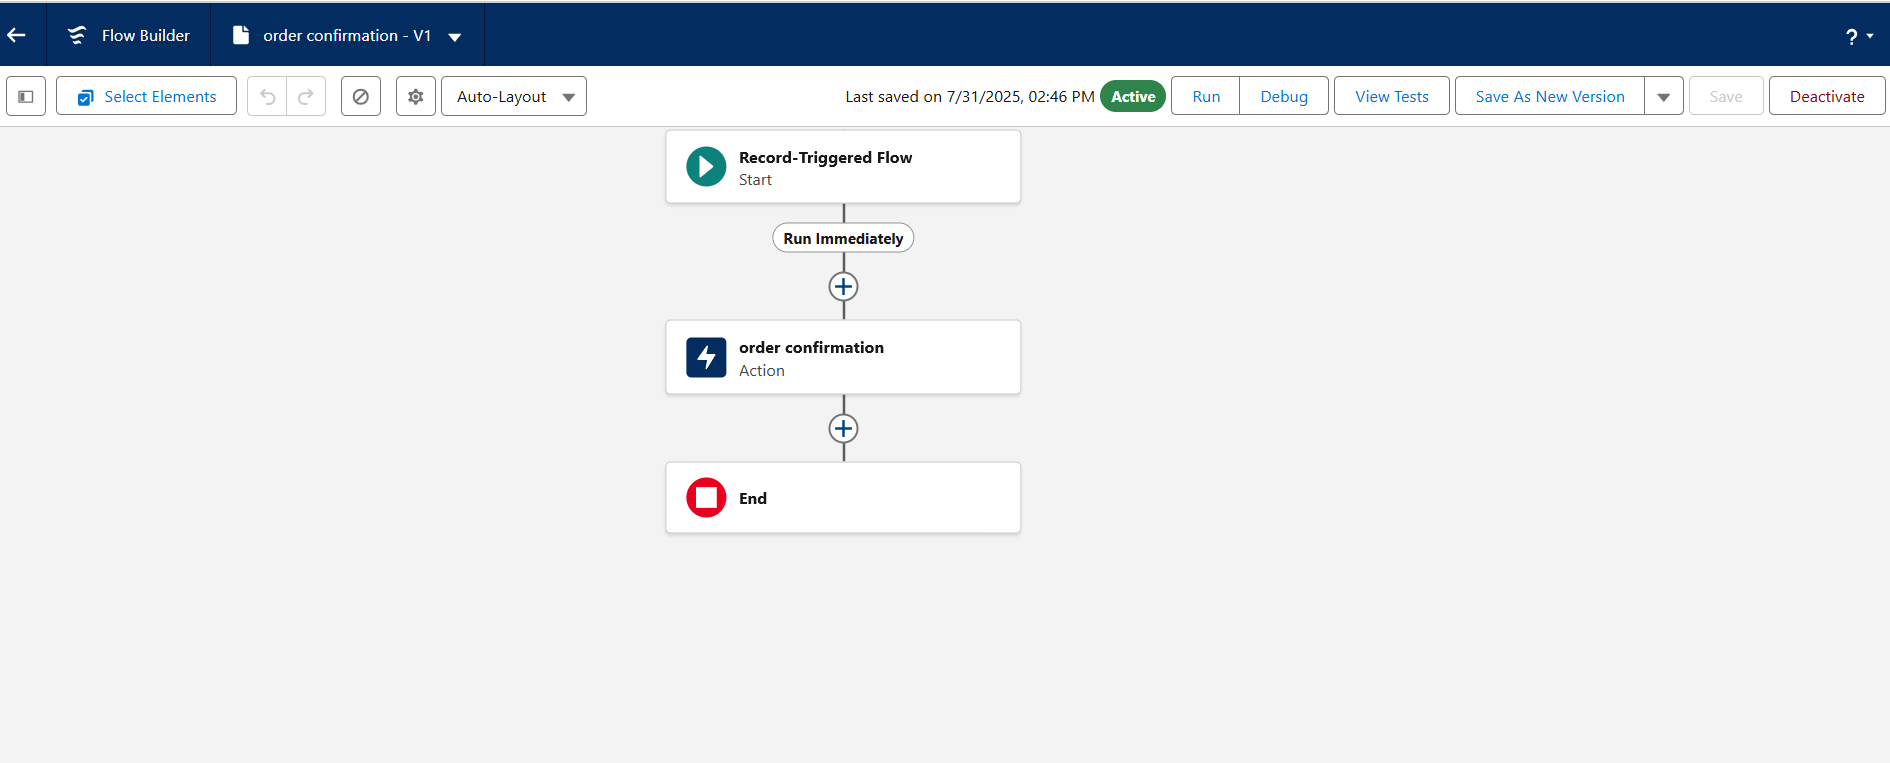 Flow Builder
order confirmation - V1
?
Select Elements
Auto-Layout
Last saved on 7/31/2025, 02:46 PM
Active
Run
Debug
View Tests
Save As New Version
Save
Deactivate
Record-Triggered Flow
Start
Run Immediately
order confirmation
Action
End